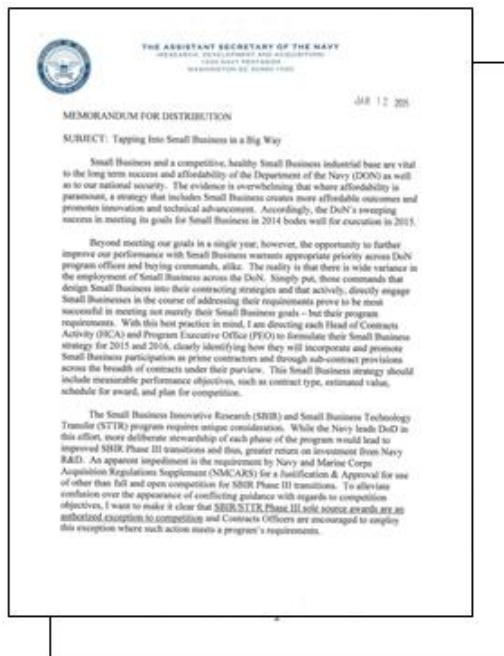 THE ASSISTANT SECRETARY OF THE NAVY
(RESEARCH, DEVELOPMENT AND ACQUISITION)
1000 NAVY PENTAGON
WASHINGTON DC 20350-1000
JAN 12 2015
MEMORANDUM FOR DISTRIBUTION
SUBJECT: Tapping Into Small Business in a Big Way
Small Business and a competitive, healthy Small Business industrial base are vital
to the long term success and affordability of the Department of the Navy (DON) as well
as to our national security. The evidence is overwhelming that where affordability is
paramount, a strategy that includes Small Business creates more affordable outcomes and
promotes innovation and technical advancement. Accordingly, the DoN's sweeping
success in meeting its goals for Small Business in 2014 bodes well for execution in 2015.
Beyond meeting our goals in a single year, however, the opportunity to further
improve our performance with Small Business warrants appropriate priority across DoN
program offices and buying commands, alike. The reality is that there is wide variance in
the employment of Small Business across the DoN. Simply put, those commands that
design Small Business into their contracting strategies and that actively, directly engage
Small Businesses in the course of addressing their requirements prove to be most
successful in meeting not merely their Small Business goals – but their program
requirements. With this best practice in mind, I am directing each Head of Contracts
Activity (HCA) and Program Executive Office (PEO) to formulate their Small Business
strategy for 2015 and 2016, clearly identifying how they will incorporate and promote
Small Business participation as prime contractors and through sub-contract provisions
across the breadth of contracts under their purview. This Small Business strategy should
include measurable performance objectives, such as contract type, estimated value,
schedule for award, and plan for competition.
The Small Business Innovative Research (SBIR) and Small Business Technology
Transfer (STTR) program requires unique consideration. While the Navy leads DoD in
this effort, more deliberate stewardship of each phase of the program would lead to
improved SBIR Phase III transitions and thus, greater return on investment from Navy
R&D. An apparent impediment is the requirement by Navy and Marine Corps
Acquisition Regulations Supplement (NMCARS) for a Justification & Approval for use
of other than full and open competition for SBIR Phase III transitions. To alleviate
confusion over the appearance of conflicting guidance with regards to competition
objectives, I want to make it clear that SBIR/STTR Phase III sole source awards are an
authorized exception to competition and Contracts Officers are encouraged to employ
this exception where such action meets a program's requirements.